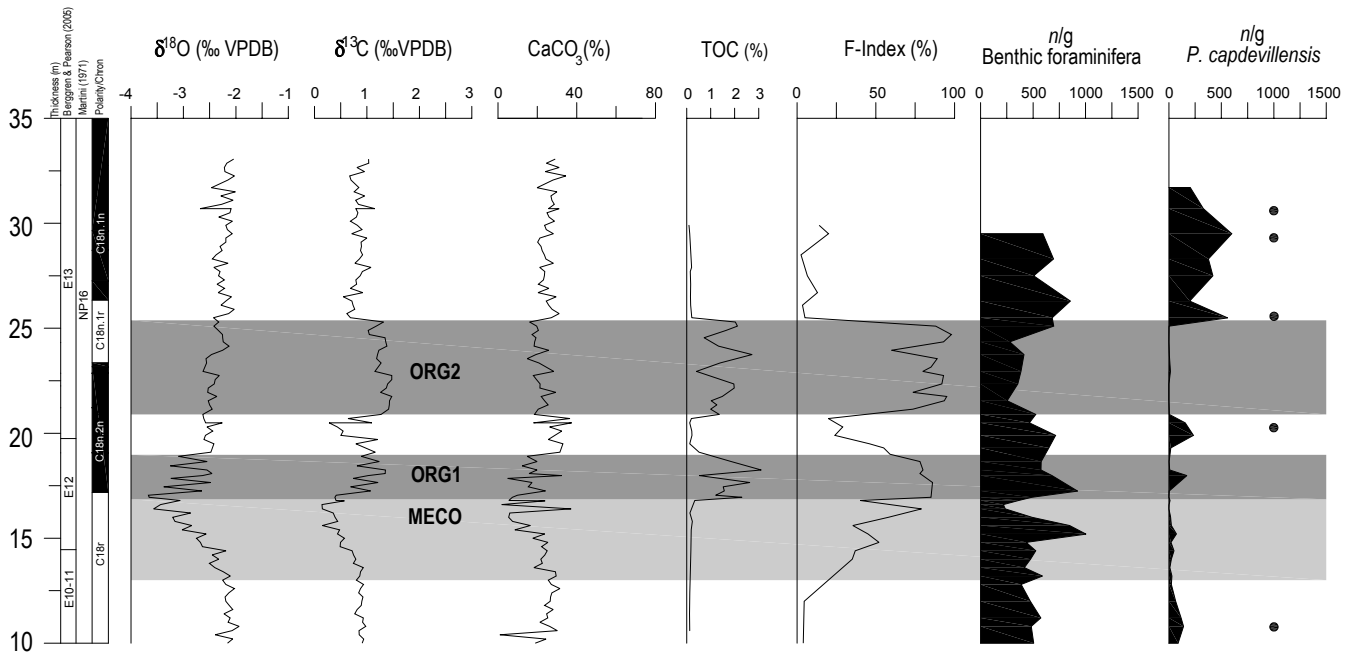 δ18O (‰ VPDB)
δ13C (‰VPDB)
CaCO3(%)
TOC (%)
F-Index (%)
n/g
Benthic foraminifera
n/g
P. capdevillensis
Thickness (m)
Berggren & Pearson (2005)
Martini (1971)
Polarity/Chron
-4 -3 -2 -1
0 1 2 3
0 40 80
0 1 2 3
0 50 100
0 500 1000 1500
0 500 1000 1500
35
30
25
20
15
10
E13
E12
E10-11
NP16
C18n.1n
C18n.1r
C18n.2n
C18r
ORG2
ORG1
MECO